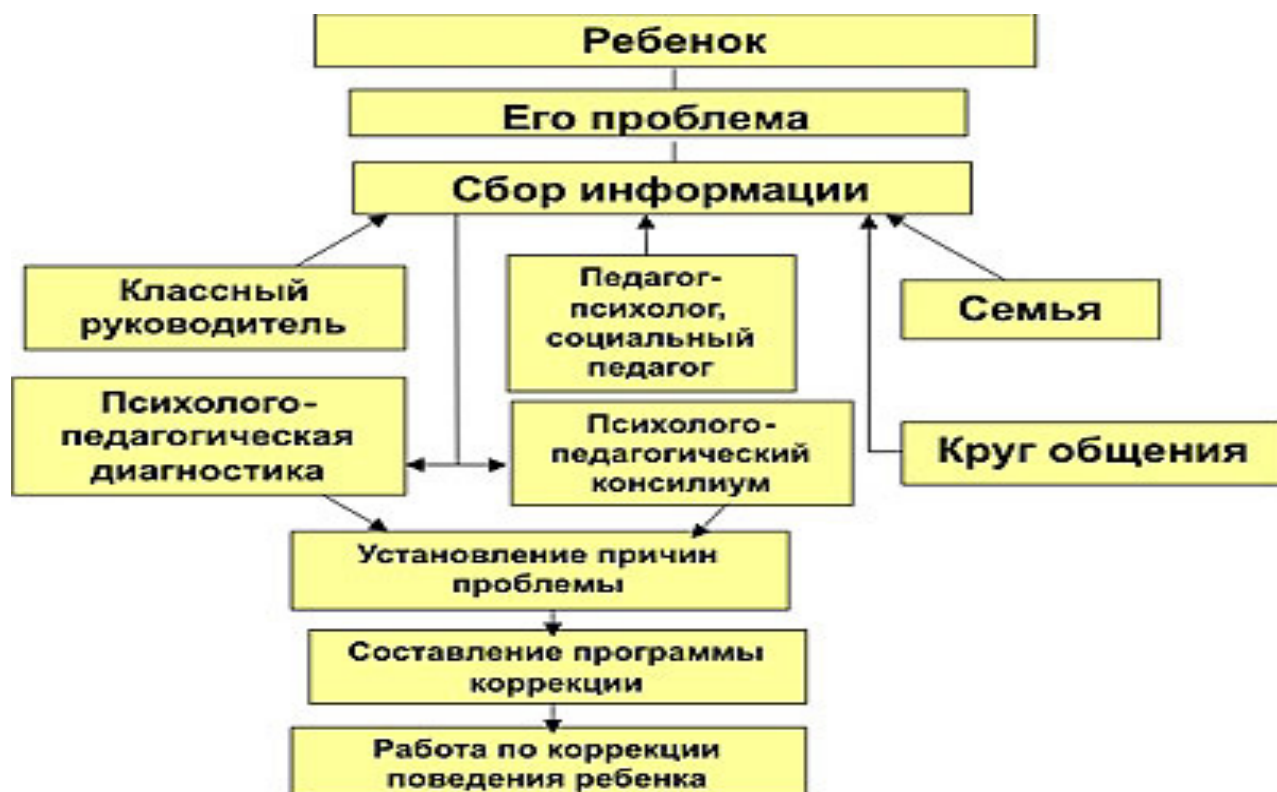 Ребенок
Его проблема
Сбор информации
Классный
руководитель
Педагог-
психолог,
социальный
педагог
Семья
Психолого-
педагогическая
диагностика
Психолого-
педагогический
консилиум
Круг общения
Установление причин
проблемы
Составление программы
коррекции
Работа по коррекции
поведения ребенка